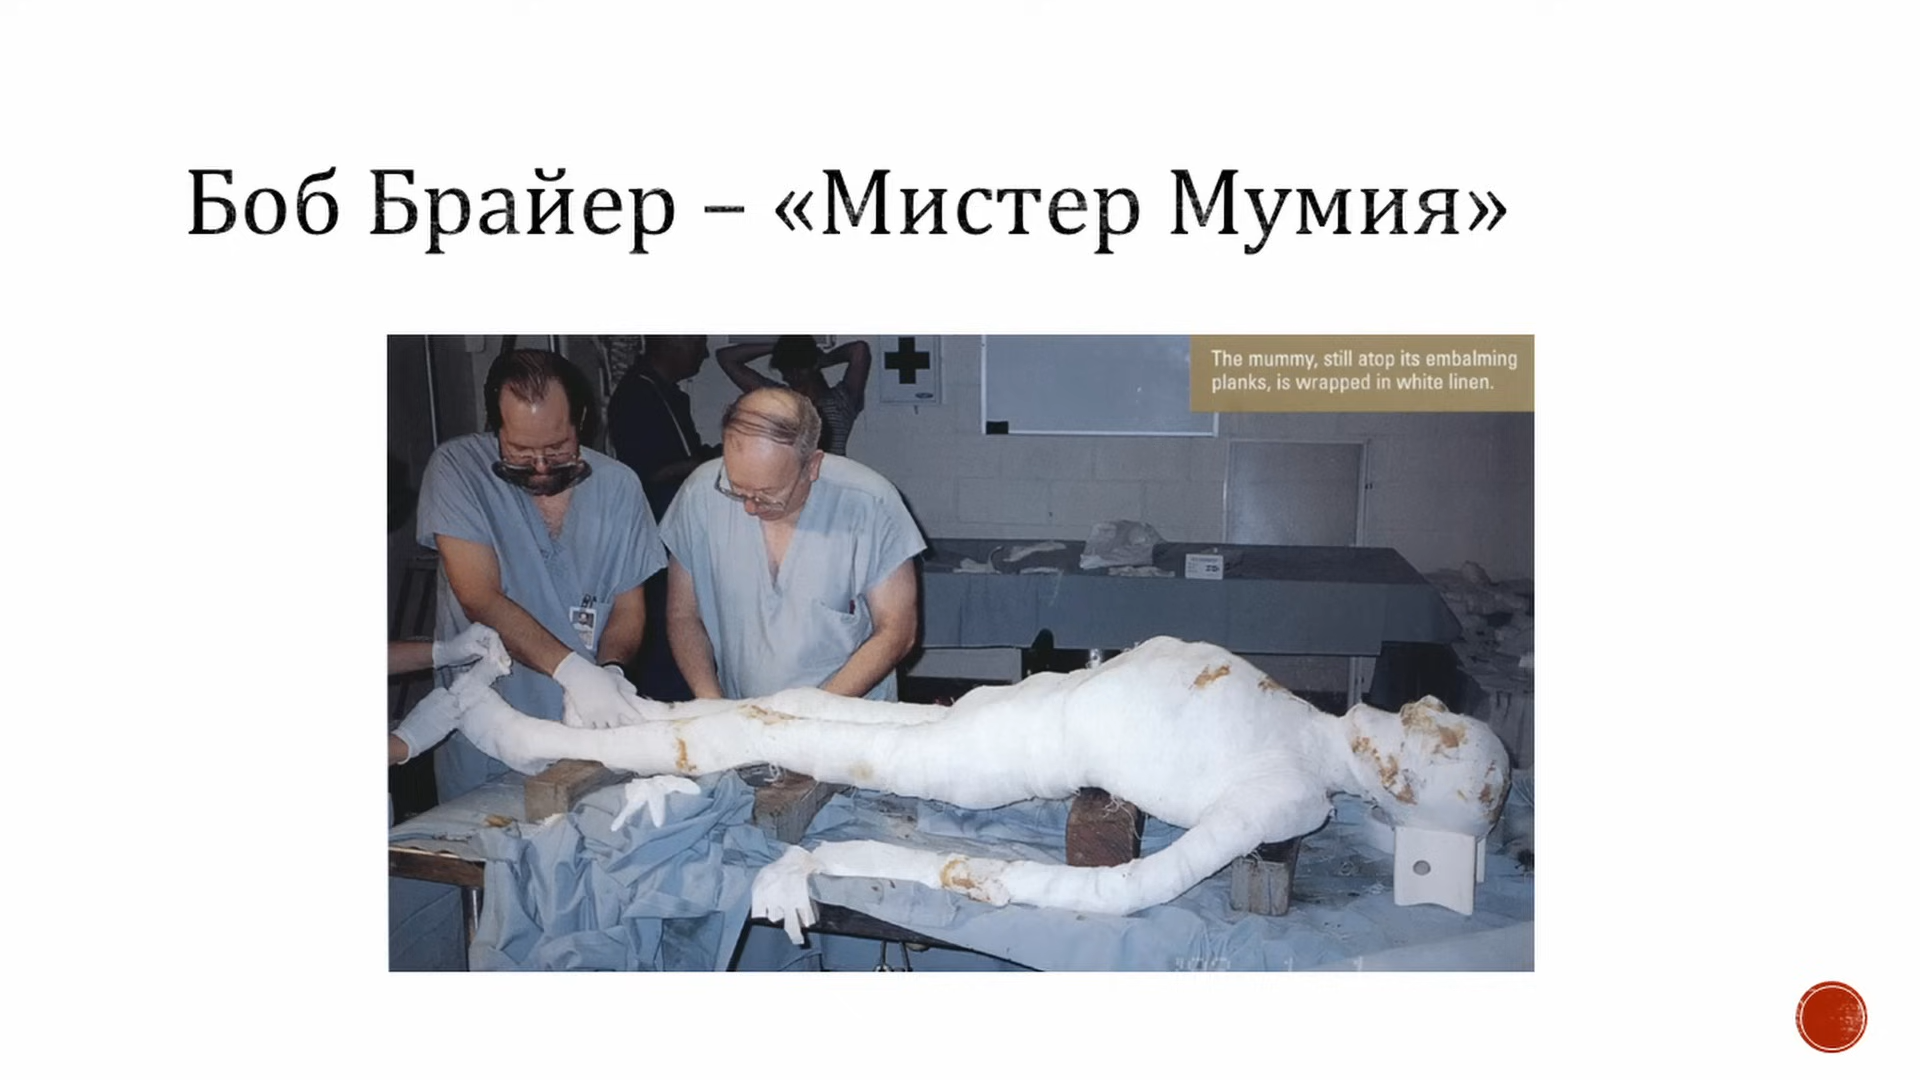 Боб Брайер – «Мистер Мумия»
The mummy, still atop its embalming
planks, is wrapped in white linen.